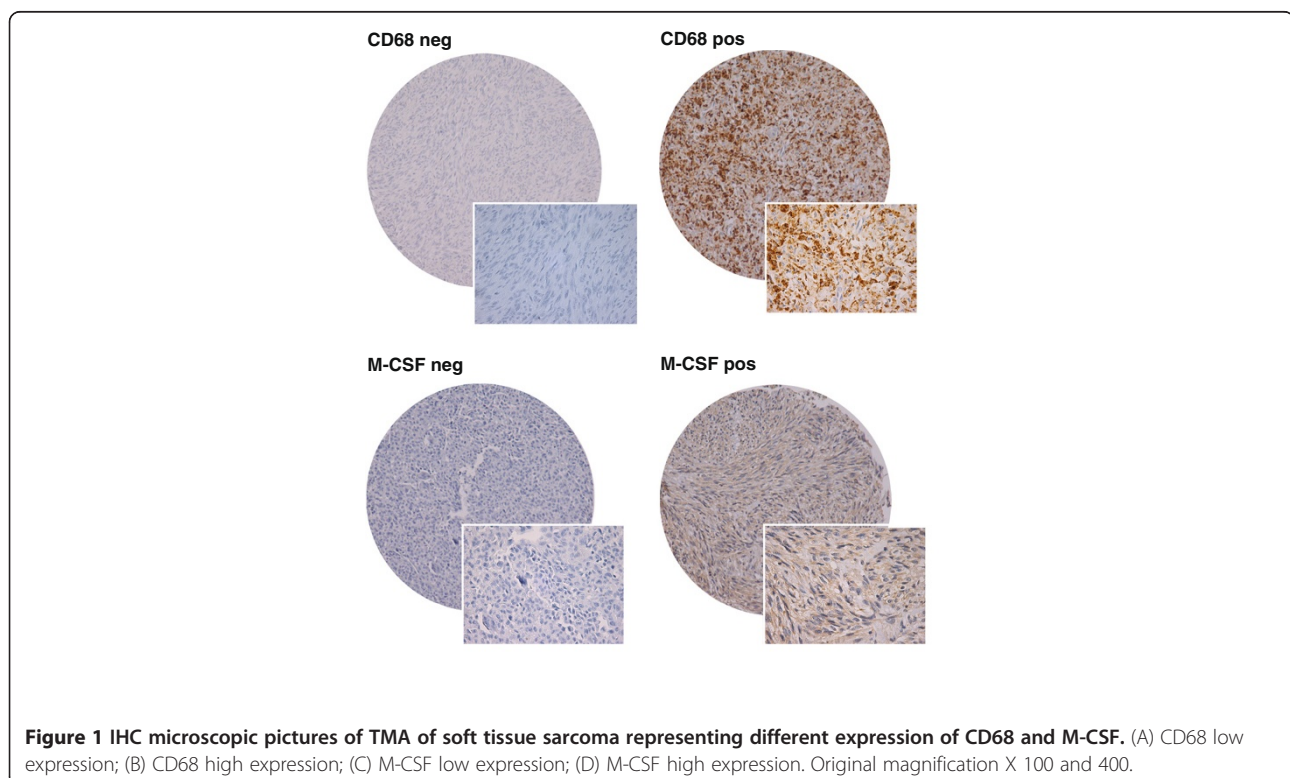 CD68 neg
CD68 pos
M-CSF neg
M-CSF pos
Figure 1 IHC microscopic pictures of TMA of soft tissue sarcoma representing different expression of CD68 and M-CSF. (A) CD68 low
expression; (B) CD68 high expression; (C) M-CSF low expression; (D) M-CSF high expression. Original magnification X 100 and 400.